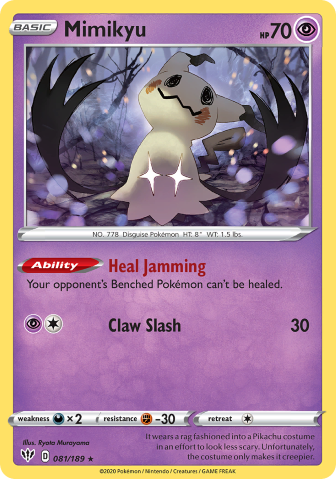 BASIC Mimikyu HP 70
NO. 778 Disguise Pokémon. HT: 8" WT: 1.5 lbs.
Ability Heal Jamming
Your opponent's Benched Pokémon can't be healed.
Claw Slash 30
weakness ×2 resistance -30 retreat
Illus. Ryota Murayama
D 081/189 ★
It wears a rag fashioned into a Pikachu costume
in an effort to look less scary. Unfortunately,
the costume only makes it creepier.
©2020 Pokémon / Nintendo / Creatures / GAME FREAK